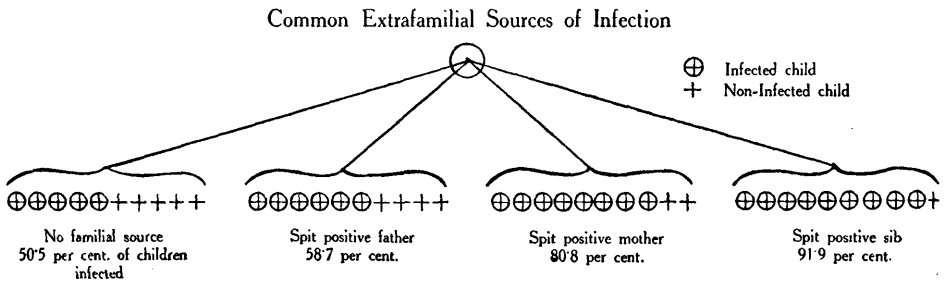 Common Extrafamilial Sources of Infection
Infected child
Non-Infected child
No familial source
50·5 per cent. of children
infected
Spit positive father
58·7 per cent.
Spit positive mother
80·8 per cent.
Spit positive sib
91·9 per cent.